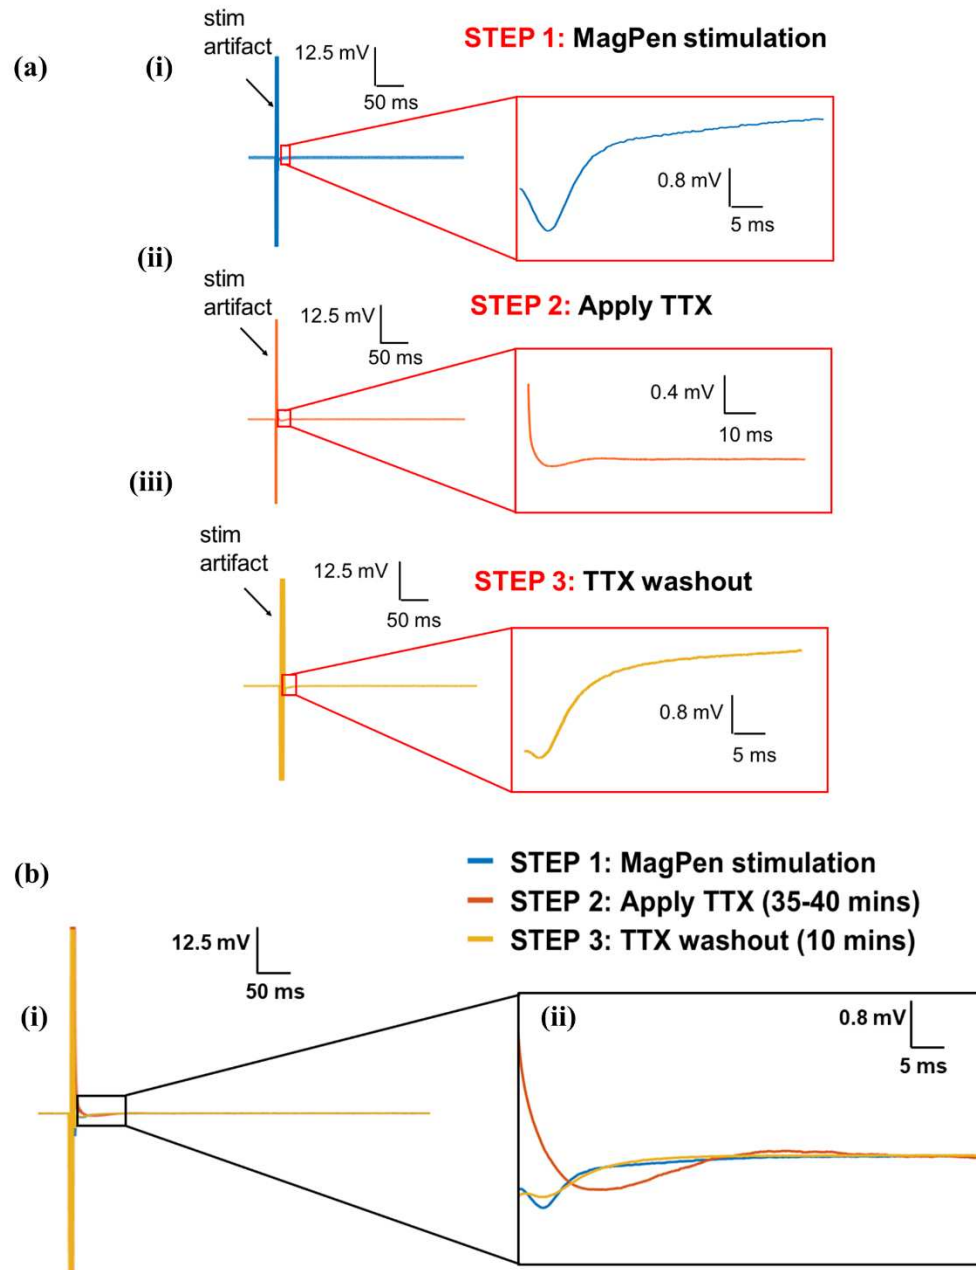 (a)
(i)
stim
artifact
12.5 mV
50 ms
STEP 1: MagPen stimulation
0.8 mV
5 ms
(ii)
stim
artifact
12.5 mV
50 ms
STEP 2: Apply TTX
0.4 mV
10 ms
(iii)
stim
artifact
12.5 mV
50 ms
STEP 3: TTX washout
0.8 mV
5 ms
(b)
STEP 1: MagPen stimulation
STEP 2: Apply TTX (35-40 mins)
STEP 3: TTX washout (10 mins)
(i)
12.5 mV
50 ms
(ii)
0.8 mV
5 ms